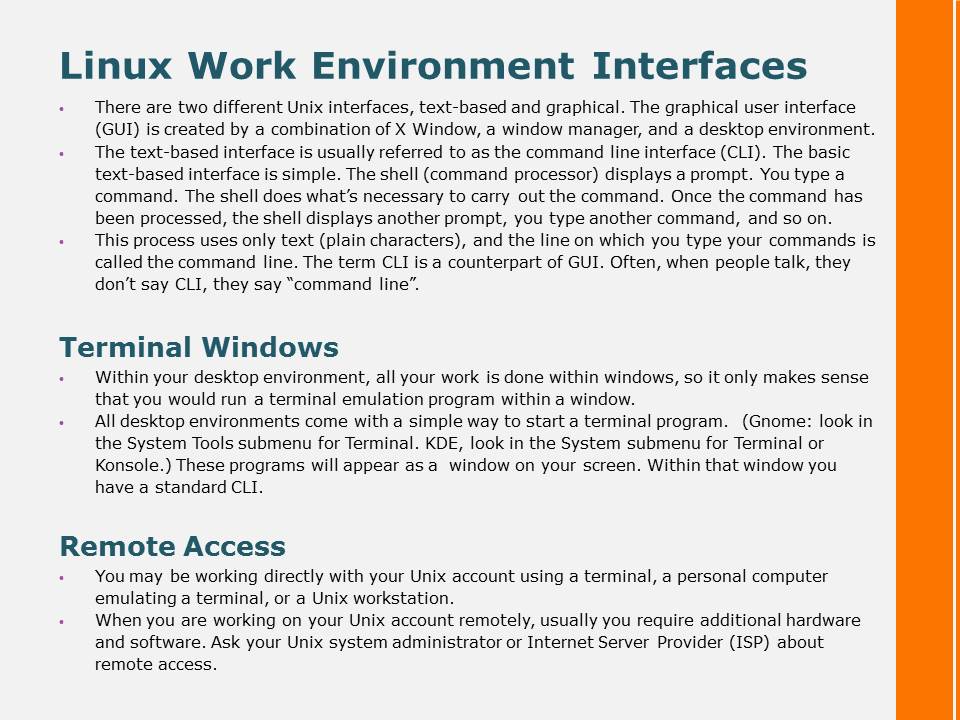 Linux Work Environment Interfaces
• There are two different Unix interfaces, text-based and graphical. The graphical user interface
(GUI) is created by a combination of X Window, a window manager, and a desktop environment.
• The text-based interface is usually referred to as the command line interface (CLI). The basic
text-based interface is simple. The shell (command processor) displays a prompt. You type a
command. The shell does what’s necessary to carry out the command. Once the command has
been processed, the shell displays another prompt, you type another command, and so on.
• This process uses only text (plain characters), and the line on which you type your commands is
called the command line. The term CLI is a counterpart of GUI. Often, when people talk, they
don’t say CLI, they say “command line”.
Terminal Windows
• Within your desktop environment, all your work is done within windows, so it only makes sense
that you would run a terminal emulation program within a window.
• All desktop environments come with a simple way to start a terminal program. (Gnome: look in
the System Tools submenu for Terminal. KDE, look in the System submenu for Terminal or
Konsole.) These programs will appear as a window on your screen. Within that window you
have a standard CLI.
Remote Access
• You may be working directly with your Unix account using a terminal, a personal computer
emulating a terminal, or a Unix workstation.
• When you are working on your Unix account remotely, usually you require additional hardware
and software. Ask your Unix system administrator or Internet Server Provider (ISP) about
remote access.